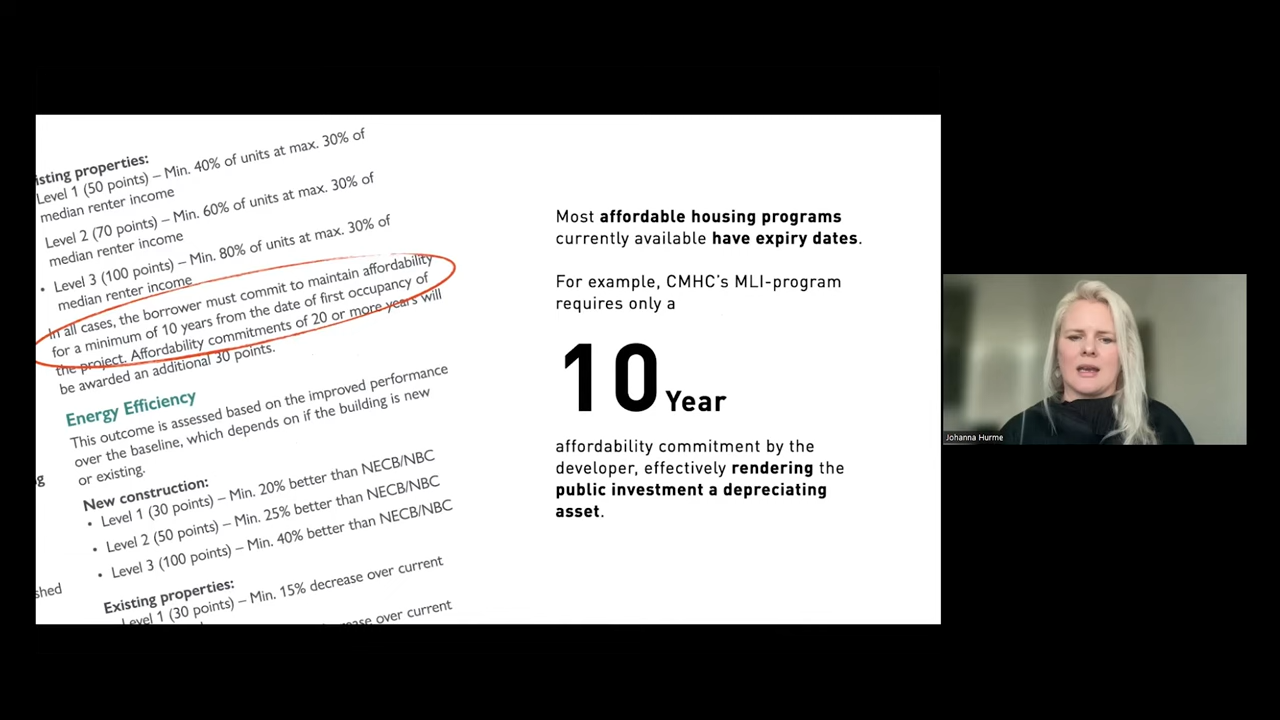 isting properties:
Level 1 (50 points) – Min. 40% of units at max. 30% of
median renter income
Level 2 (70 points) – Min. 60% of units at max. 30% of
median renter income
• Level 3 (100 points) – Min. 80% of units at max. 30% of
median renter income
In all cases, the borrower must commit to maintain affordability
for a minimum of 10 years from the date of first occupancy of
the project. Affordability commitments of 20 or more years will
be awarded an additional 30 points.
Energy Efficiency
This outcome is assessed based on the improved performance
over the baseline, which depends on if the building is new
or existing.
New construction:
• Level 1 (30 points) – Min. 20% better than NECB/NBC
• Level 2 (50 points) – Min. 25% better than NECB/NBC
• Level 3 (100 points) – Min. 40% better than NECB/NBC
Existing properties:
Level 1 (30 points) – Min. 15% decrease over current
over current
g
shed
Most affordable housing programs
currently available have expiry dates.
For example, CMHC's MLI-program
requires only a
10 Year
affordability commitment by the
developer, effectively rendering the
public investment a depreciating
asset.
Johanna Hurme